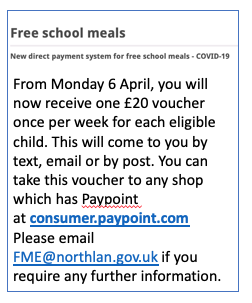 Free school meals
New direct payment system for free school meals - COVID-19
From Monday 6 April, you will
now receive one £20 voucher
once per week for each eligible
child. This will come to you by
text, email or by post. You can
take this voucher to any shop
which has Paypoint
at consumer.paypoint.com
Please email
FME@northlan.gov.uk if you
require any further information.